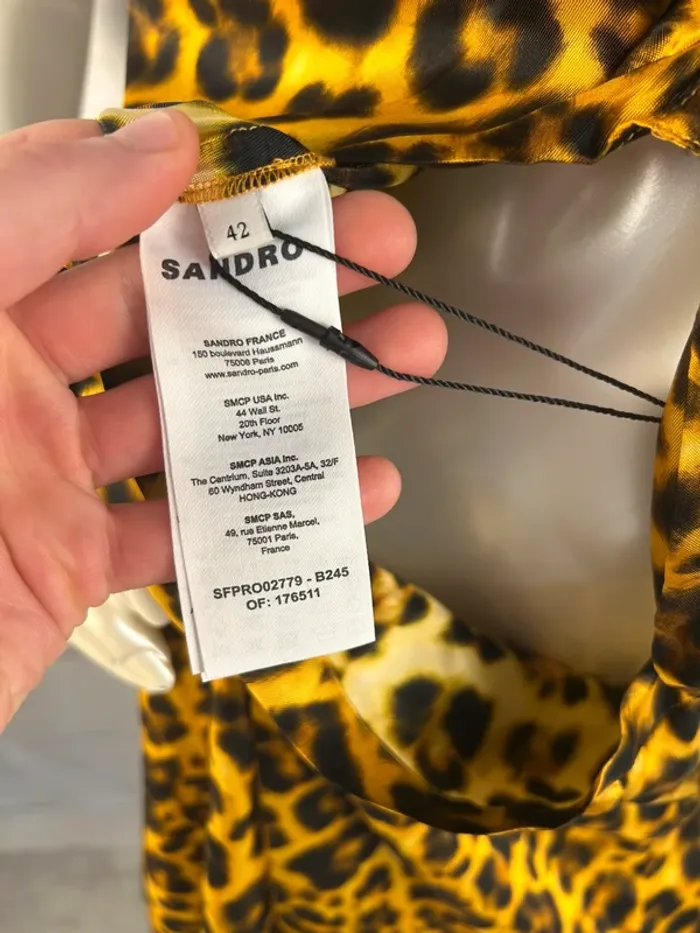 42
SANDRO
SANDRO FRANCE
150 boulevard Haussmann
75008 Paris
www.sandro-paris.com
SMCP USA Inc.
44 Wall St.
20th Floor
New York, NY 10005
SMCP ASIA Inc.
The Centrium, Suite 3203A-5A, 32/F
60 Wyndham Street, Central
HONG-KONG
SMCP SAS,
49, rue Etienne Marcel,
75001 Paris,
France
SFPRO02779 - B245
OF: 176511